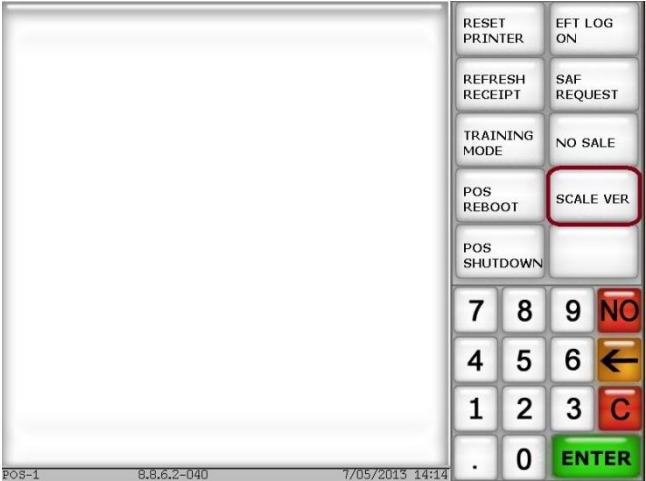 RESET
PRINTER
EFT LOG
ON
REFRESH
RECEIPT
SAF
REQUEST
TRAINING
MODE
NO SALE
POS
REBOOT
SCALE VER
POS
SHUTDOWN
7 8 9 NO
4 5 6 ←
1 2 3 C
. 0 ENTER
POS-1 8.8.6.2-040 7/05/2013 14:14